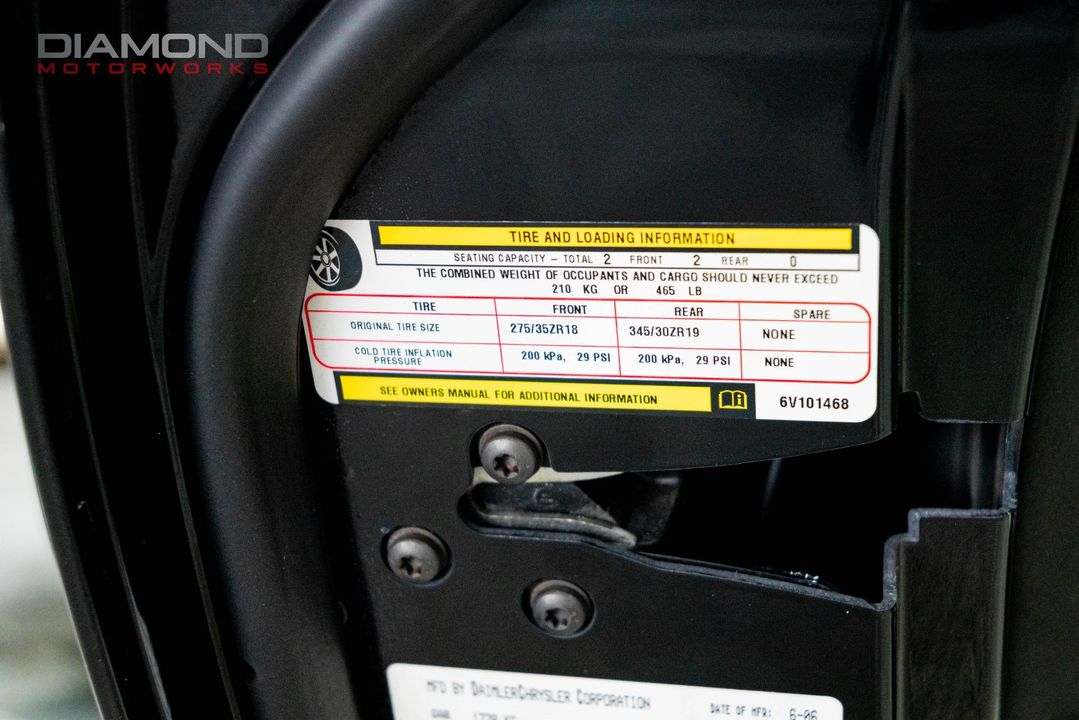 DIAMOND
MOTORWORKS
TIRE AND LOADING INFORMATION
SEATING CAPACITY - TOTAL 2 FRONT 2 REAR 0
THE COMBINED WEIGHT OF OCCUPANTS AND CARGO SHOULD NEVER EXCEED
210 KG OR 465 LB
TIRE FRONT REAR SPARE
ORIGINAL TIRE SIZE 275/35ZR18 345/30ZR19 NONE
COLD TIRE INFLATION PRESSURE 200 kPa, 29 PSI 200 kPa, 29 PSI NONE
SEE OWNERS MANUAL FOR ADDITIONAL INFORMATION 6V101468
MFD BY DAIMLERCHRYSLER CORPORATION DATE OF MFR: 6-06